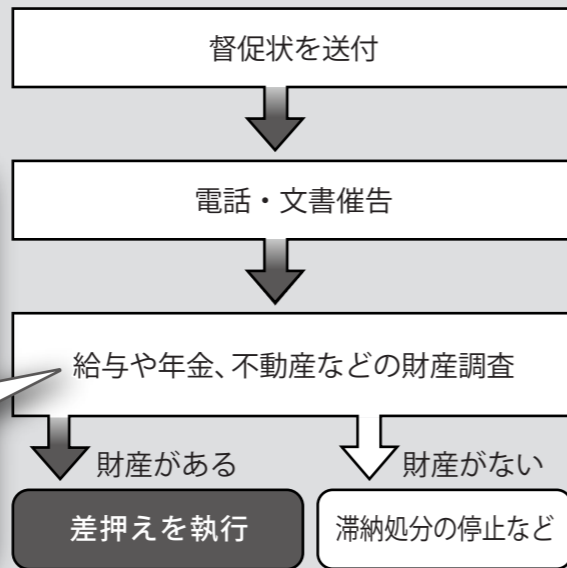 督促状を送付
電話・文書催告
給与や年金、不動産などの財産調査
財産がある
財産がない
差押えを執行
滞納処分の停止など